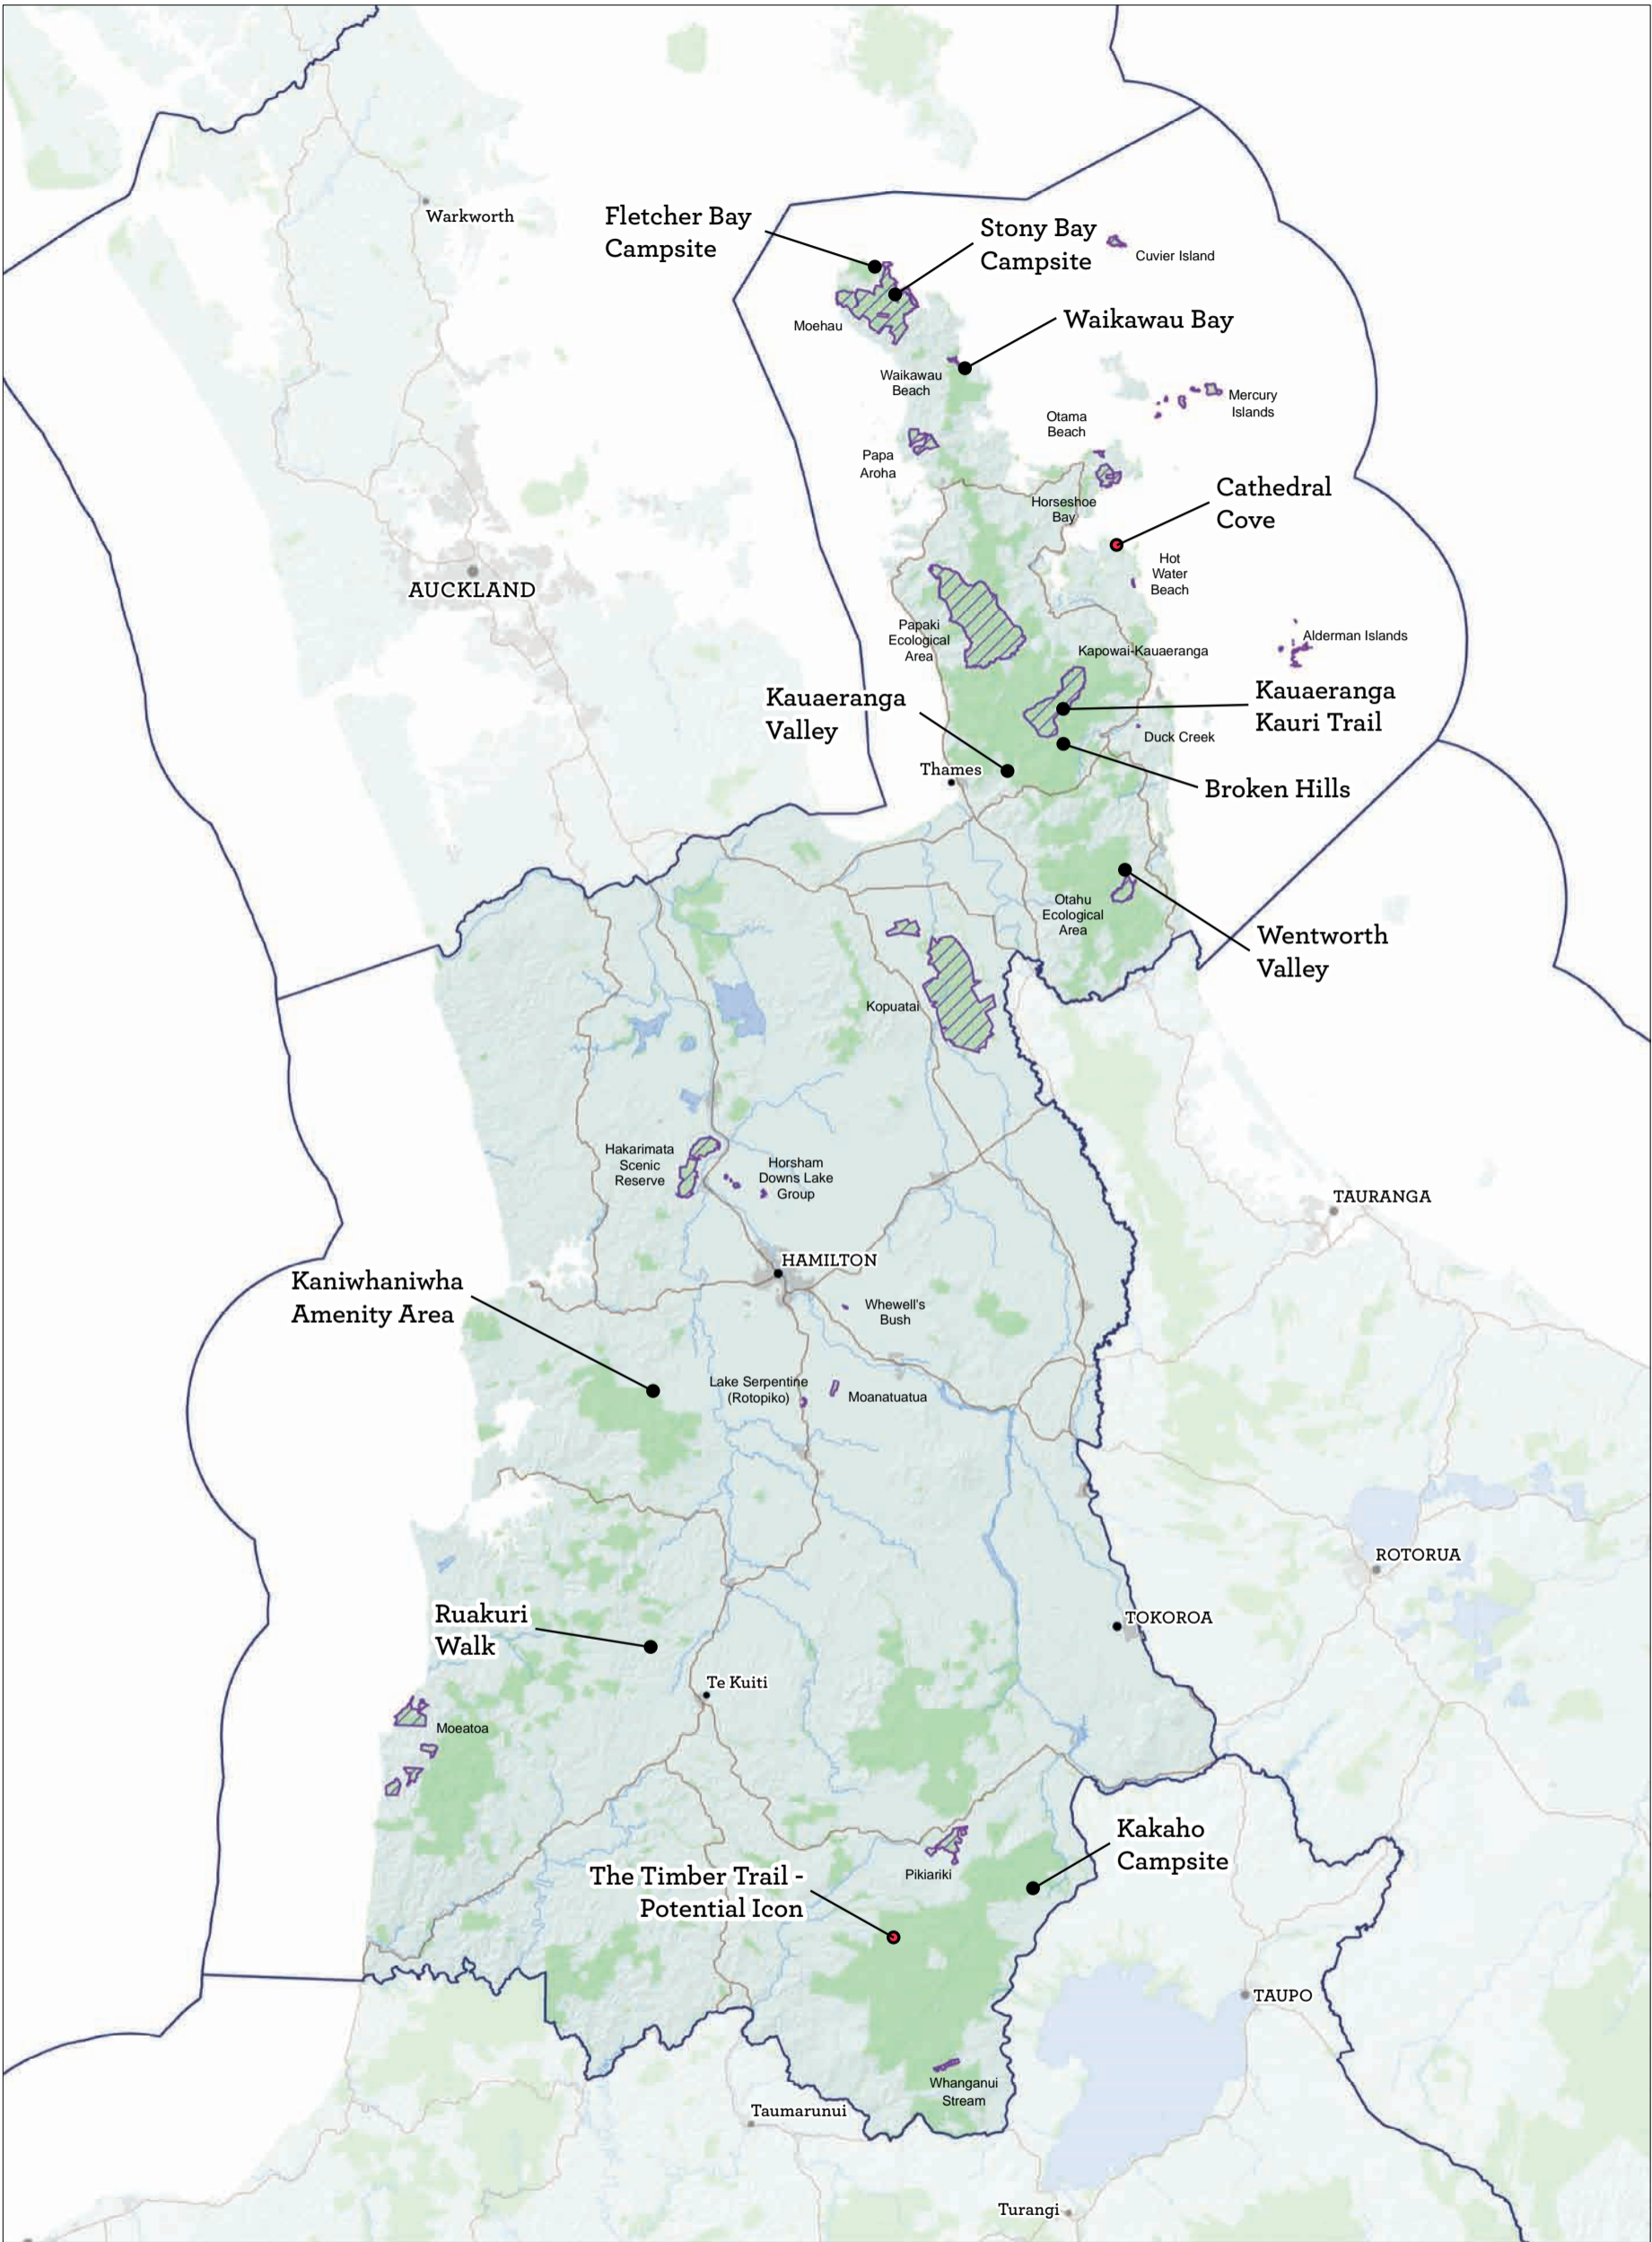 Warkworth
Fletcher Bay
Campsite
Stony Bay
Campsite
Cuvier Island
Moehau
Waikawau Bay
Waikawau
Beach
Mercury
Islands
Otama
Beach
Papa
Aroha
Cathedral
Cove
Horseshoe
Bay
Hot
Water
Beach
AUCKLAND
Papaki
Ecological
Area
Alderman Islands
Kapowai-Kauaeranga
Kauaeranga
Valley
Kauaeranga
Kauri Trail
Duck Creek
Thames
Broken Hills
Otahu
Ecological
Area
Wentworth
Valley
Kopuatai
Hakarimata
Scenic
Reserve
Horsham
Downs Lake
Group
TAURANGA
HAMILTON
Kaniwhaniwha
Amenity Area
Whewell's
Bush
Lake Serpentine
(Rotopiko)
Moanatuatua
ROTORUA
Ruakuri
Walk
TOKOROA
Te Kuiti
Moeatoa
Kakaho
Campsite
The Timber Trail -
Potential Icon
Pikiariki
TAUPO
Whanganui
Stream
Taumarunui
Turangi